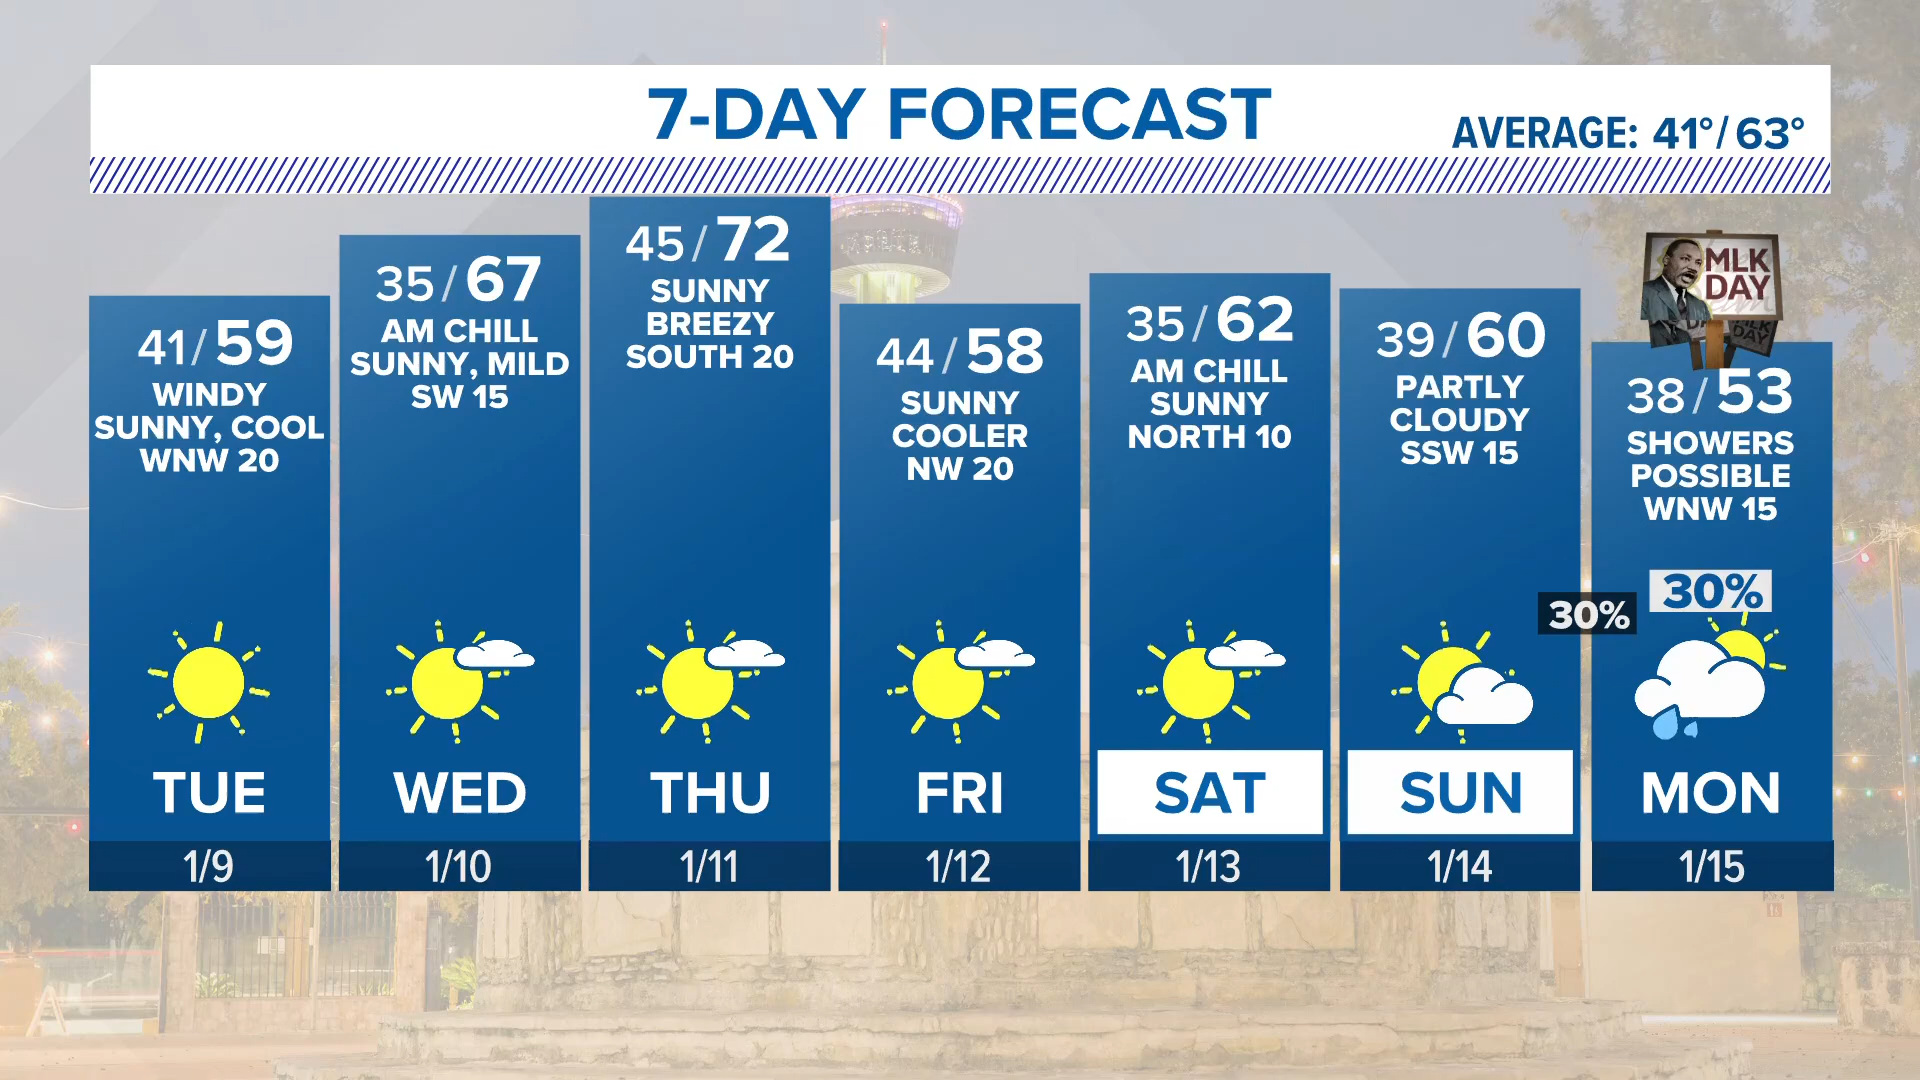 7-DAY FORECAST
AVERAGE: 41°/63°
41/59
WINDY
SUNNY, COOL
WNW 20
TUE
1/9
35/67
AM CHILL
SUNNY, MILD
SW 15
WED
1/10
45/72
SUNNY
BREEZY
SOUTH 20
THU
1/11
44/58
SUNNY
COOLER
NW 20
FRI
1/12
35/62
AM CHILL
SUNNY
NORTH 10
SAT
1/13
39/60
PARTLY
CLOUDY
SSW 15
30%
SUN
1/14
MLK
DAY
38/53
SHOWERS
POSSIBLE
WNW 15
30%
MON
1/15